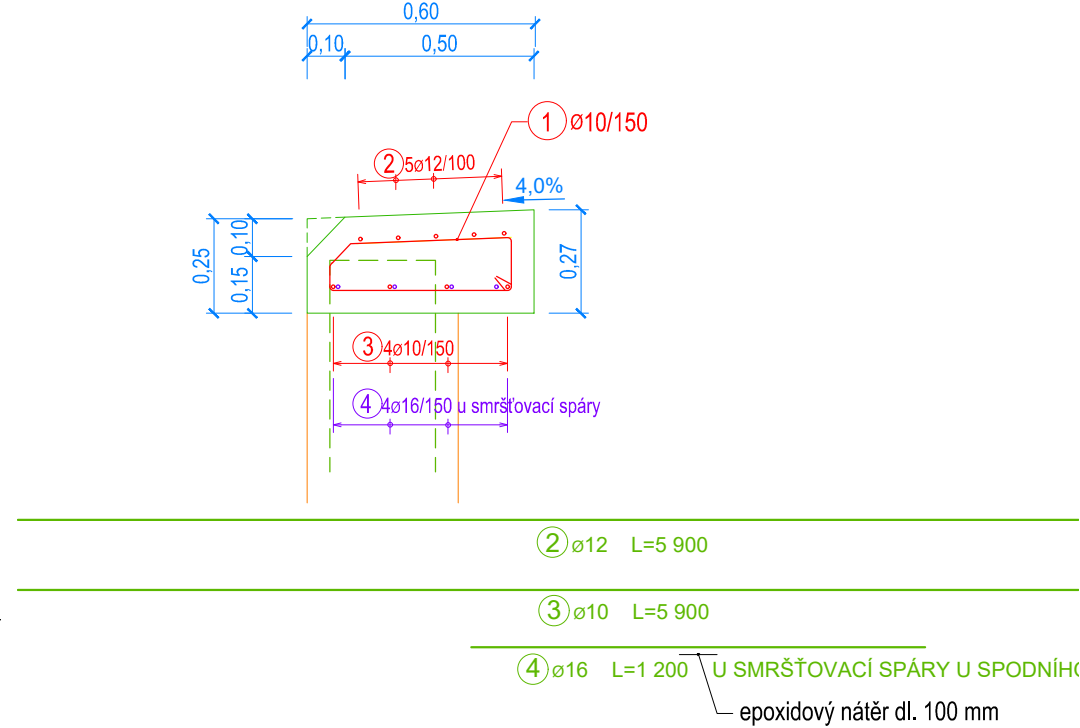 0,60
0,10 0,50
1 Ø10/150
2 5ø12/100
4,0%
0,25
0,10
0,15
0,27
3 4ø10/150
4 4ø16/150 u smršťovací spáry
2 ø12 L=5 900
3 ø10 L=5 900
4 ø16 L=1 200 U SMRŠŤOVACÍ SPÁRY U SPODNÍHO
epoxidový nátěr dl. 100 mm